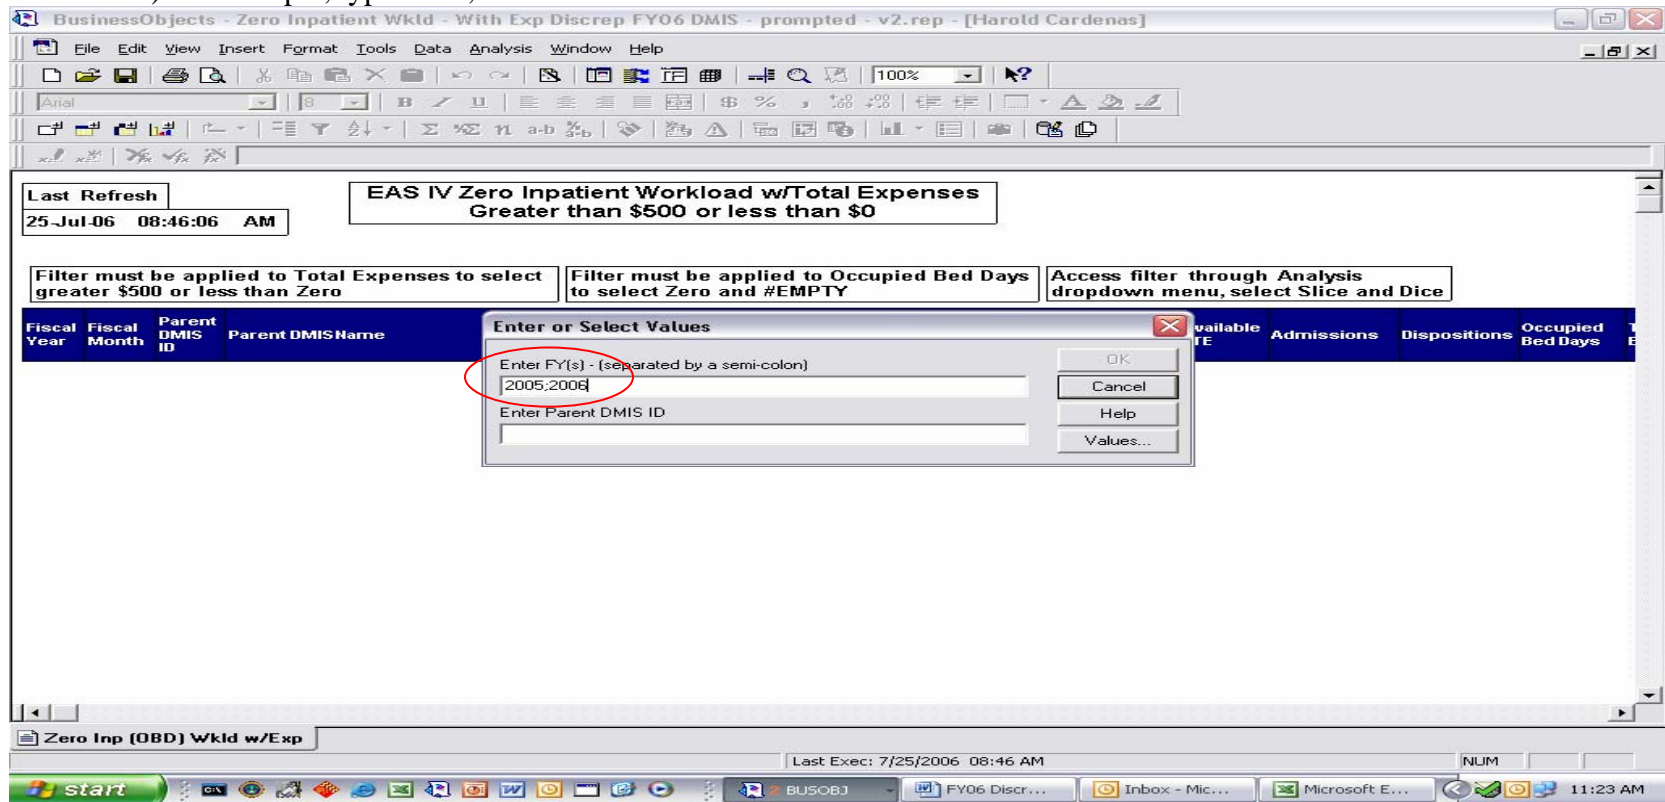 BusinessObjects - Zero Inpatient Wkld - With Exp Discrep FY06 DMIS - prompted - v2.rep - [Harold Cardenas]
File Edit View Insert Format Tools Data Analysis Window Help
100%
Arial 8 B U $ % , .00 +.0
Σ a-b
Last Refresh
25-Jul-06 08:46:06 AM
EAS IV Zero Inpatient Workload w/Total Expenses
Greater than $500 or less than $0
Filter must be applied to Total Expenses to select
greater $500 or less than Zero
Filter must be applied to Occupied Bed Days
to select Zero and #EMPTY
Access filter through Analysis
dropdown menu, select Slice and Dice
Fiscal Year
Fiscal Month
Parent DMIS ID
Parent DMISName
Admissions
Dispositions
Occupied Bed Days
Enter or Select Values
Enter FY(s) - (separated by a semi-colon)
2005;2006
Enter Parent DMIS ID
OK
Cancel
Help
Values...
Zero Inp (OBD) Wkld w/Exp
Last Exec: 7/25/2006 08:46 AM
NUM
start
2 BUSOBJ
FY06 Discr...
Inbox - Mic...
Microsoft E...
11:23 AM